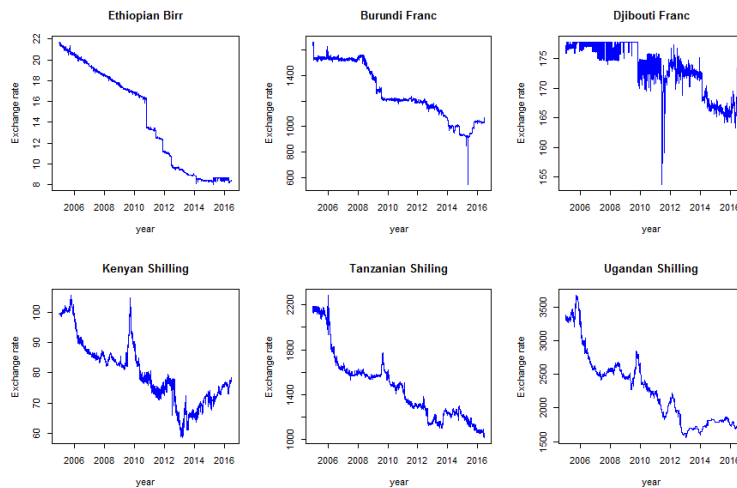 Ethiopian Birr
Exchange rate
8 10 12 14 16 18 20 22
2006 2008 2010 2012 2014 2016
year
Burundi Franc
Exchange rate
600 800 1000 1400
2006 2008 2010 2012 2014 2016
year
Djibouti Franc
Exchange rate
155 160 165 170 175
2006 2008 2010 2012 2014 2016
year
Kenyan Shilling
Exchange rate
60 70 80 90 100
2006 2008 2010 2012 2014 2016
year
Tanzanian Shiling
Exchange rate
1000 1400 1800 2200
2006 2008 2010 2012 2014 2016
year
Ugandan Shilling
Exchange rate
1500 2000 2500 3500
2006 2008 2010 2012 2014 2016
year